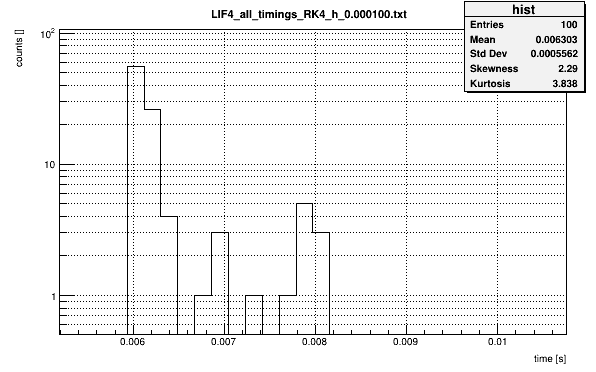 LIF4_all_timings_RK4_h_0.000100.txt
hist
Entries 100
Mean 0.006303
Std Dev 0.0005562
Skewness 2.29
Kurtosis 3.838
counts []
10²
10
1
0.006 0.007 0.008 0.009 0.01
time [s]